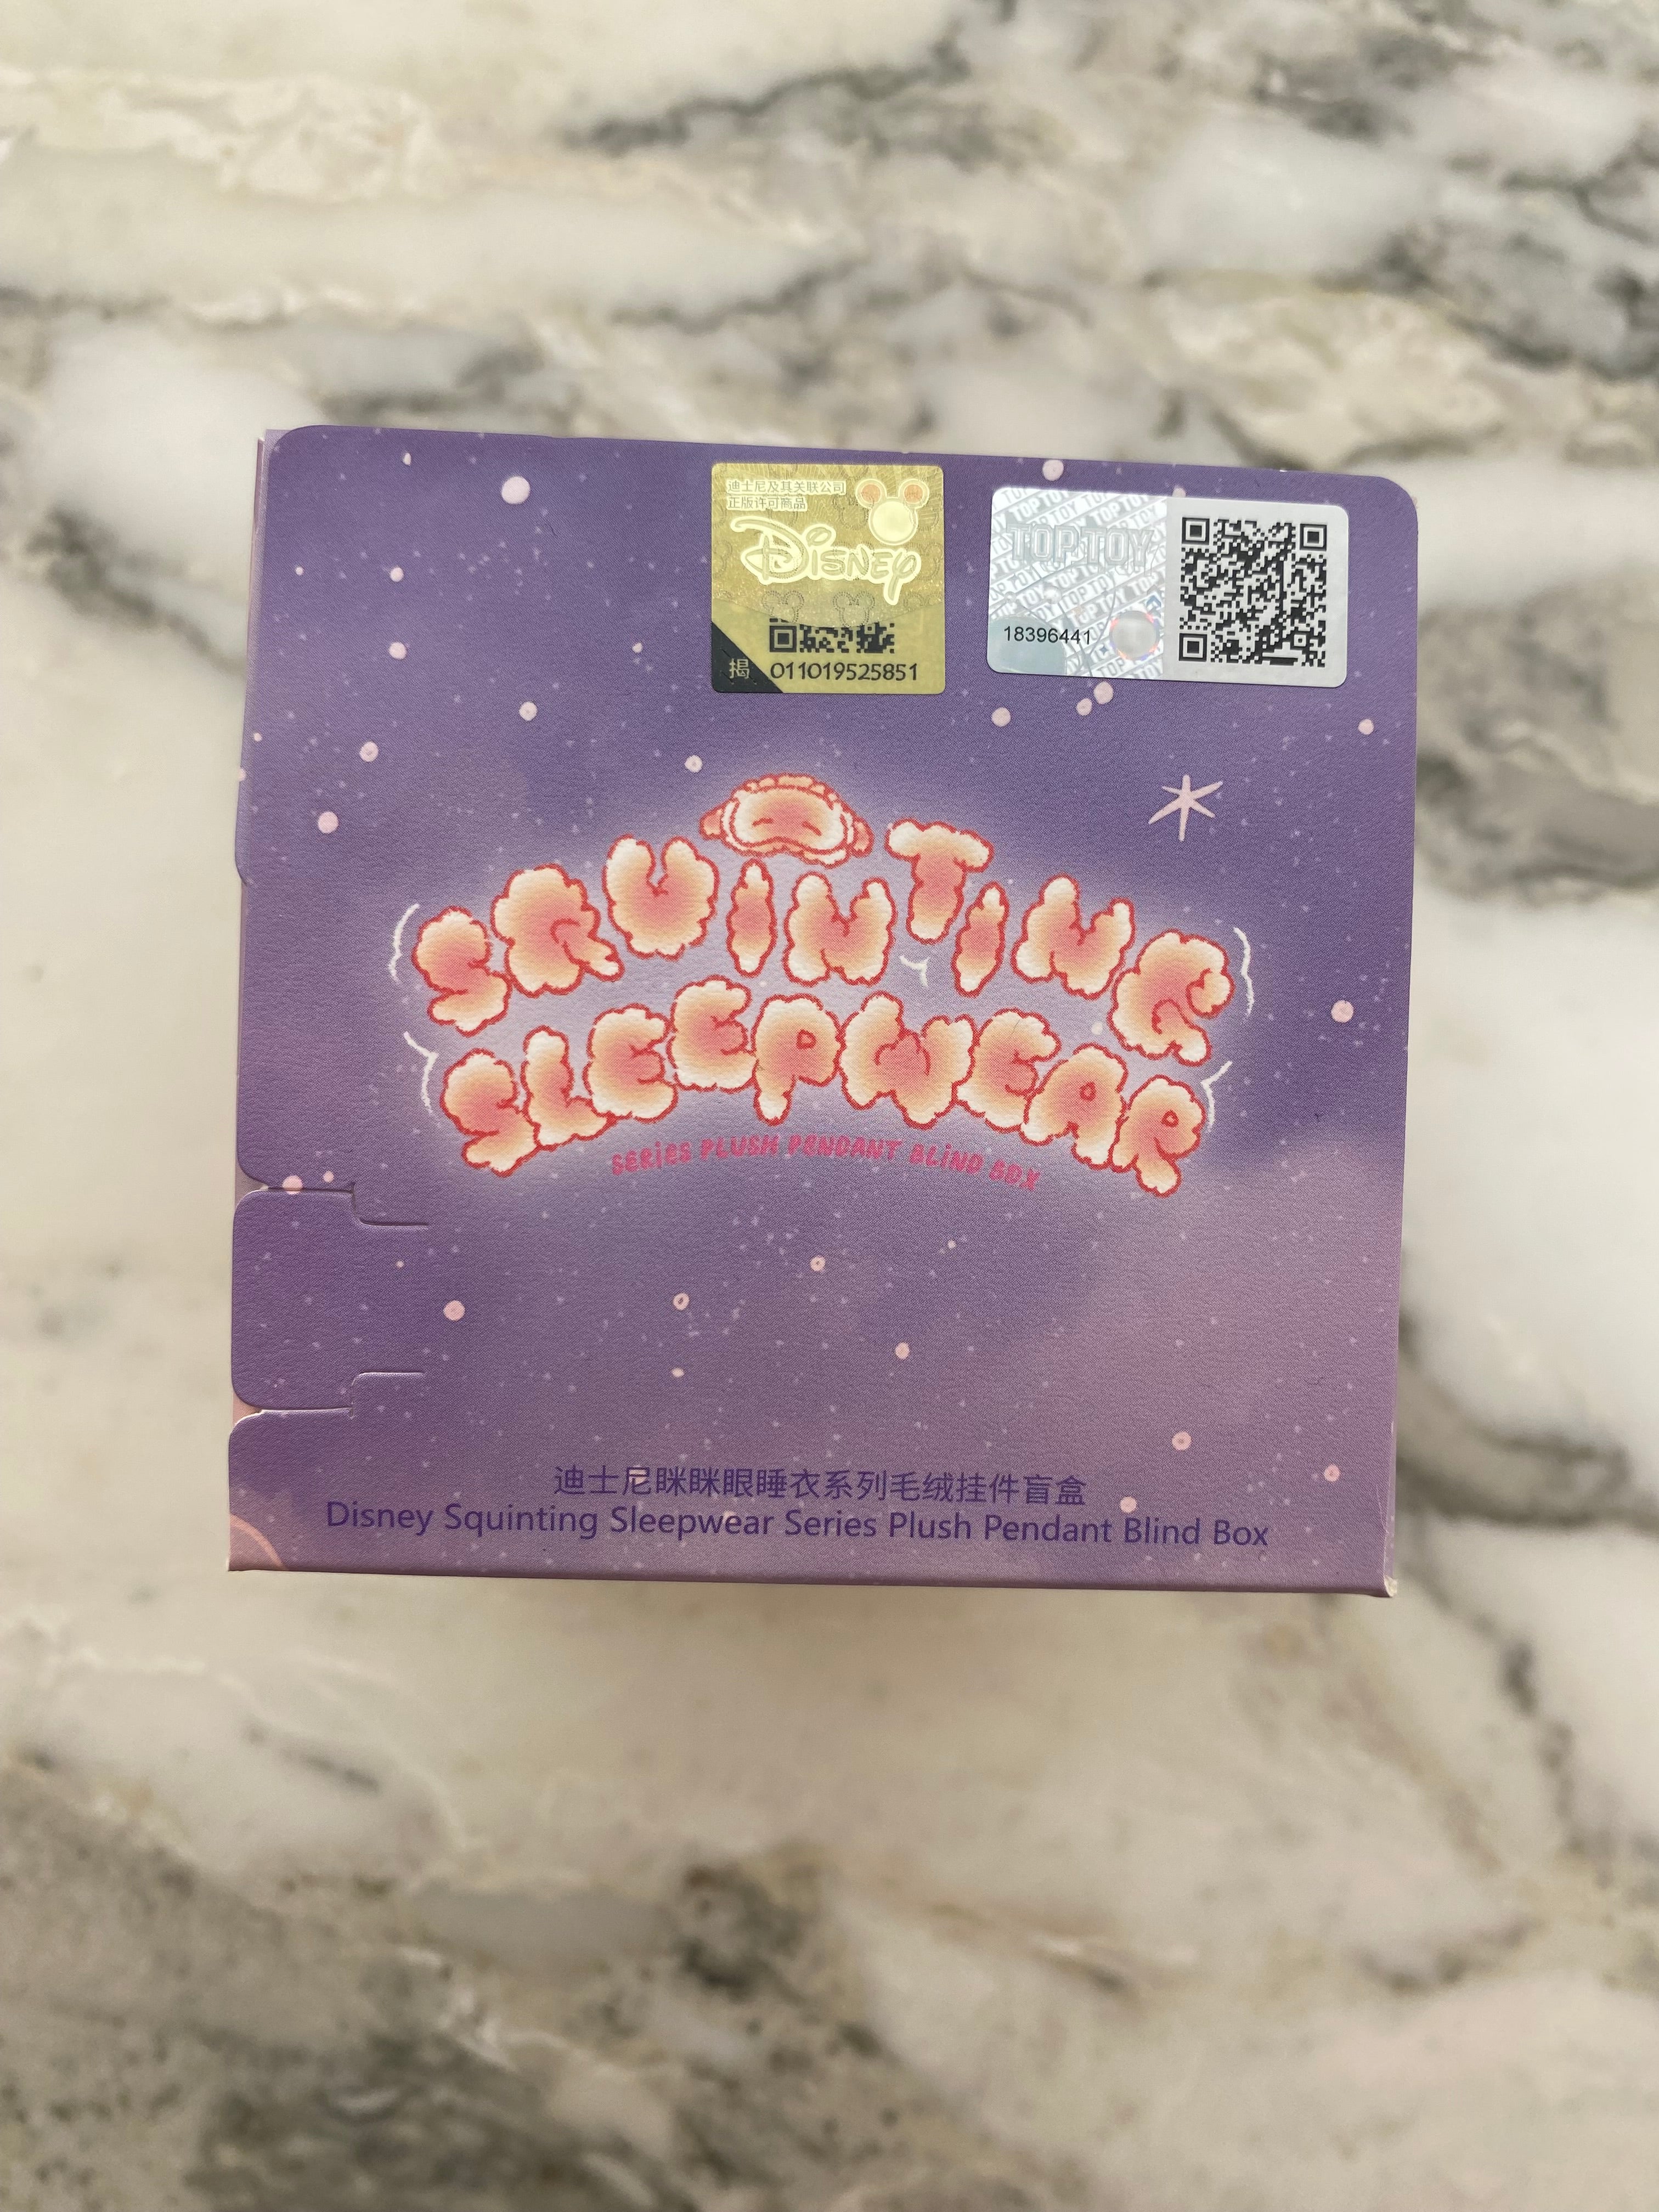 迪士尼及其关联公司
正版许可商品
Disney
揭 011019525851
TOP TOY
18396441
SQUINTING
SLEEPWEAR
SERIES PLUSH PENDANT BLIND BOX
迪士尼眯眯眼睡衣系列毛绒挂件盲盒
Disney Squinting Sleepwear Series Plush Pendant Blind Box